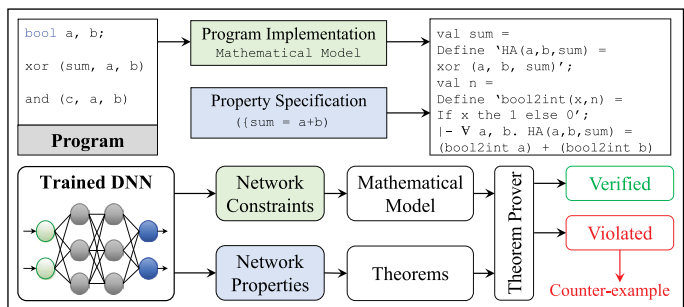 bool a, b;
xor (sum, a, b)
and (c, a, b)
Program
Program Implementation
Mathematical Model
Property Specification
((sum = a+b)
val sum =
Define ‘HA(a,b,sum) =
xor (a, b, sum)’;
val n =
Define ‘bool2int(x,n) =
If x the 1 else 0’;
|- ∀ a, b. HA(a,b,sum) =
(bool2int a) + (bool2int b)
Trained DNN
Network
Constraints
Mathematical
Model
Network
Properties
Theorems
Theorem Prover
Verified
Violated
Counter-example